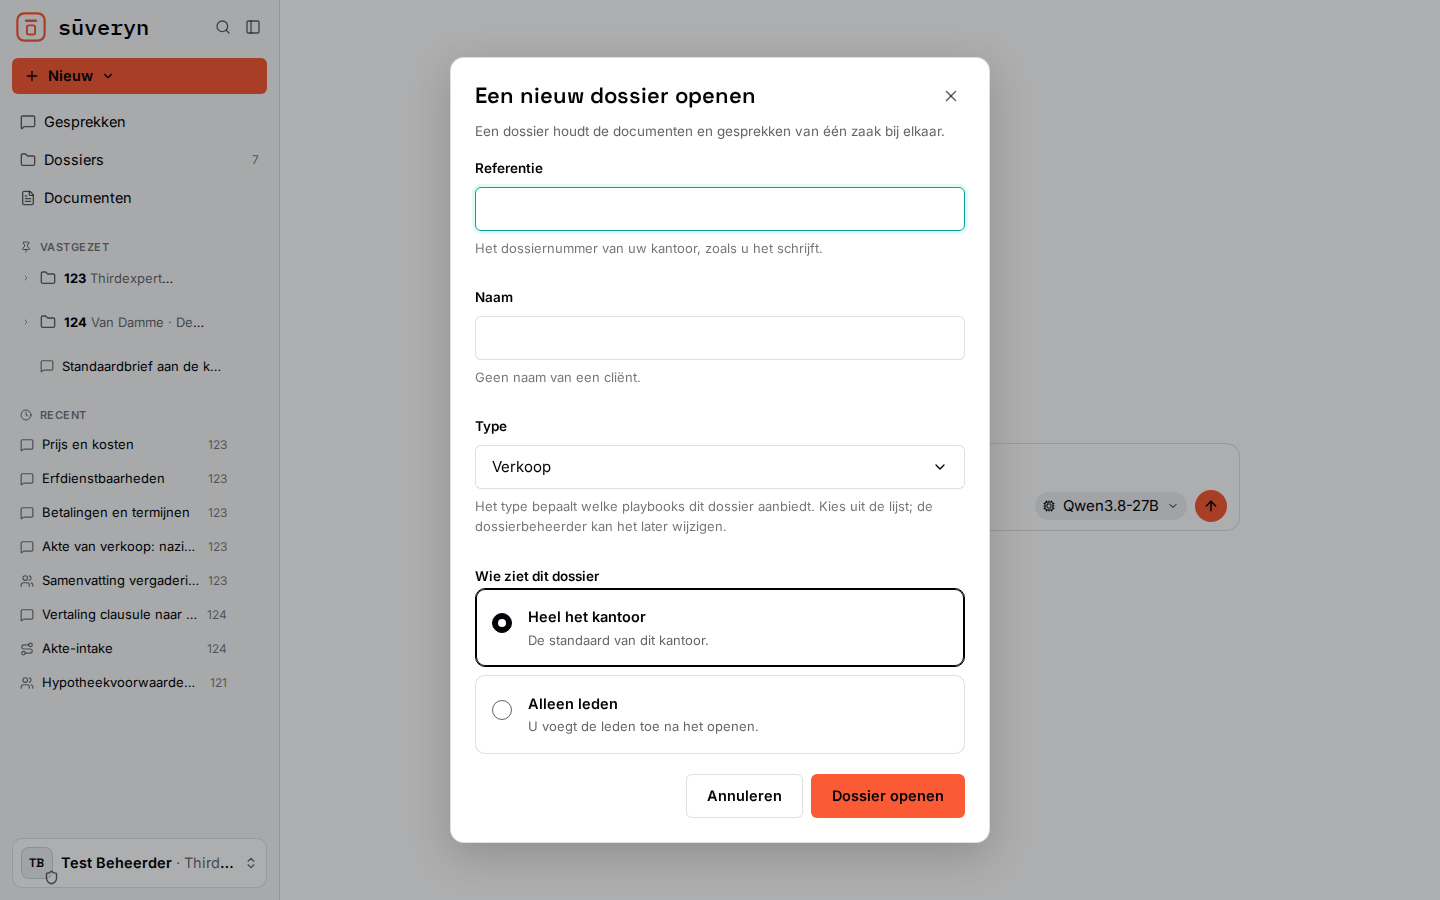 sūveryn
Nieuw
Gesprekken
Dossiers 7
Documenten
VASTGEZET
123 Thirdexpert...
124 Van Damme · De...
Standaardbrief aan de k...
RECENT
Prijs en kosten 123
Erfdienstbaarheden 123
Betalingen en termijnen 123
Akte van verkoop: nazi... 123
Samenvatting vergaderi... 123
Vertaling clausule naar ... 124
Akte-intake 124
Hypotheekvoorwaarde... 121
TB Test Beheerder · Third...
Een nieuw dossier openen
Een dossier houdt de documenten en gesprekken van één zaak bij elkaar.
Referentie
Het dossiernummer van uw kantoor, zoals u het schrijft.
Naam
Geen naam van een cliënt.
Type
Verkoop
Het type bepaalt welke playbooks dit dossier aanbiedt. Kies uit de lijst; de
dossierbeheerder kan het later wijzigen.
Wie ziet dit dossier
Heel het kantoor
De standaard van dit kantoor.
Alleen leden
U voegt de leden toe na het openen.
Annuleren
Dossier openen
Qwen3.8-27B